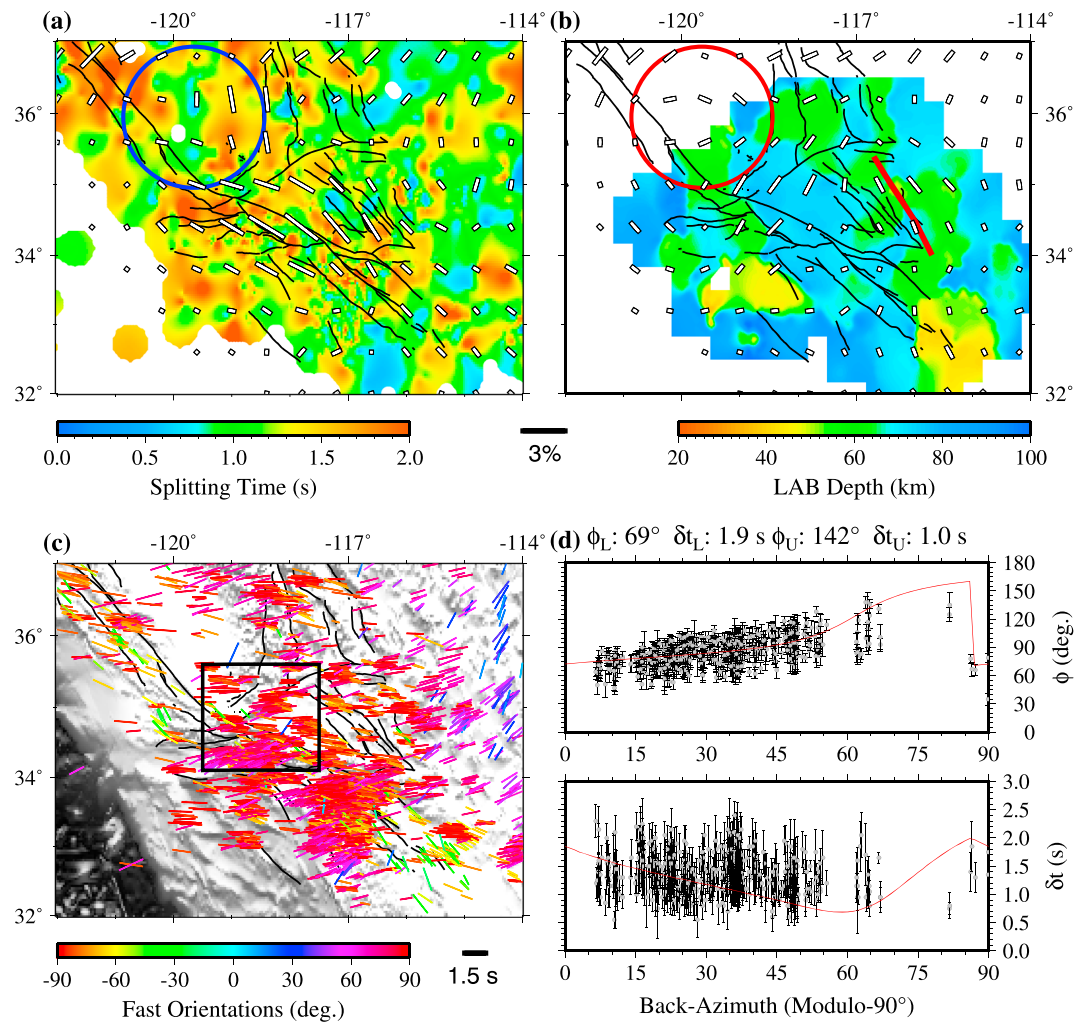 (a) -120° -117° -114°
36°
34°
32°
0.0 0.5 1.0 1.5 2.0
Splitting Time (s)
3%
(b) -120° -117° -114°
36°
34°
32°
20 40 60 80 100
LAB Depth (km)
(c) -120° -117° -114°
36°
34°
32°
-90 -60 -30 0 30 60 90
Fast Orientations (deg.)
1.5 s
(d) ϕL: 69° δtL: 1.9 s ϕU: 142° δtU: 1.0 s
180
150
120
90
60
30
0
ϕ (deg.)
0 15 30 45 60 75 90
3.0
2.5
2.0
1.5
1.0
0.5
0.0
δt (s)
0 15 30 45 60 75 90
Back-Azimuth (Modulo-90°)